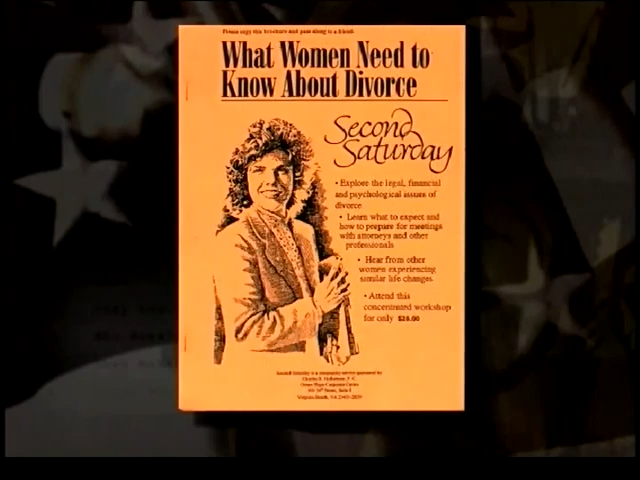 Please copy this brochure and pass along to a friend.
What Women Need to
Know About Divorce
Second
Saturday
• Explore the legal, financial
and psychological issues of
divorce
• Learn what to expect and
how to prepare for meetings
with attorneys and other
professionals
• Hear from other
women experiencing
similar life changes.
• Attend this
concentrated workshop
for only
Second Saturday is a community service sponsored by
Virginia Beach, VA